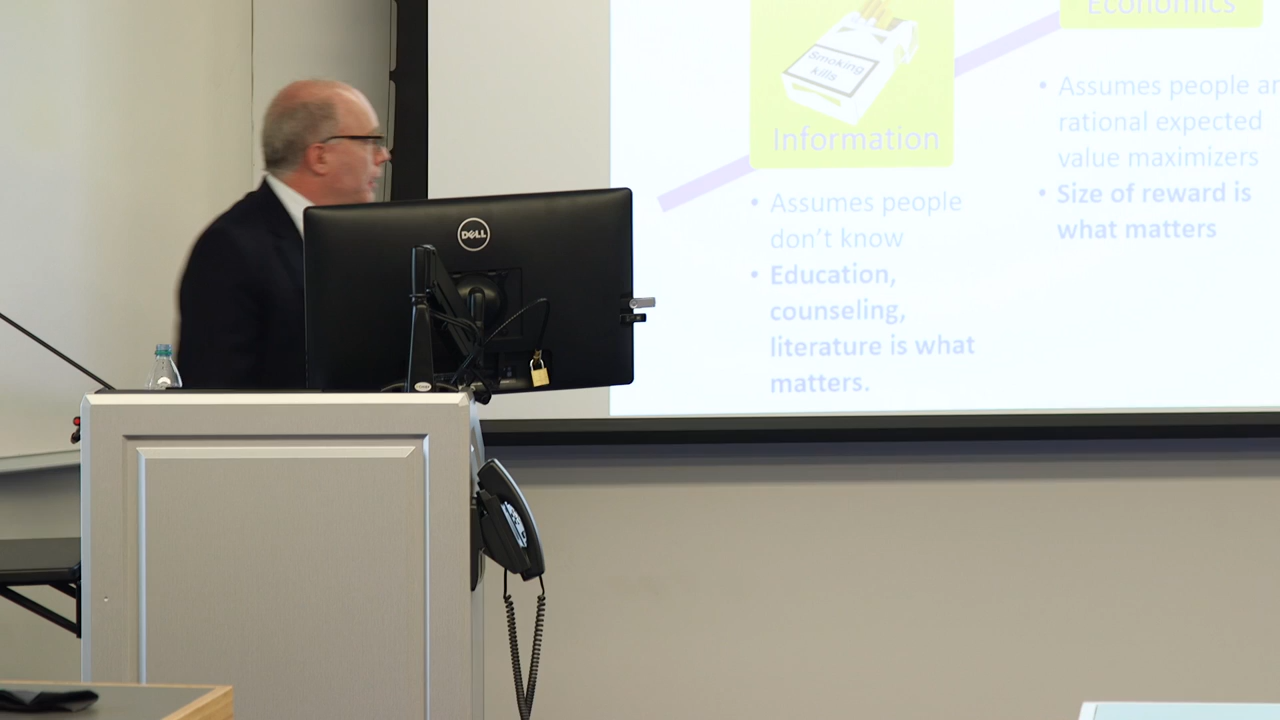 DELL
Smoking
kills
Information
• Assumes people
don't know
• Education,
counseling,
literature is what
matters.
Economics
• Assumes people ar
rational expected
value maximizers
• Size of reward is
what matters